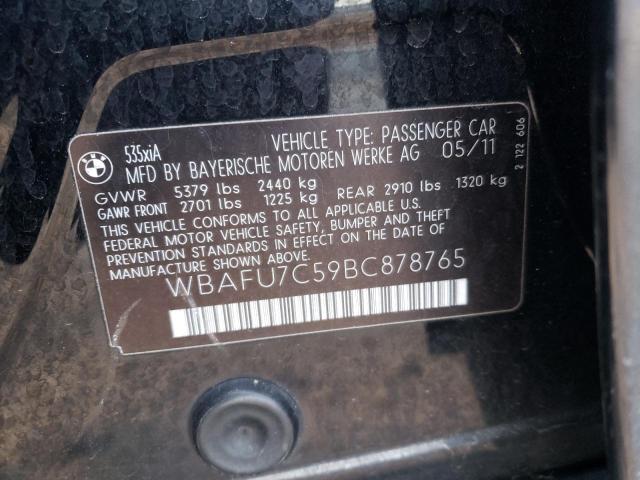 535xiA
VEHICLE TYPE: PASSENGER CAR
MFD BY BAYERISCHE MOTOREN WERKE AG 05/11
GVWR 5379 lbs 2440 kg
GAWR FRONT 2701 lbs 1225 kg REAR 2910 lbs 1320 kg
THIS VEHICLE CONFORMS TO ALL APPLICABLE U.S.
FEDERAL MOTOR VEHICLE SAFETY, BUMPER AND THEFT
PREVENTION STANDARDS IN EFFECT ON THE DATE OF
MANUFACTURE SHOWN ABOVE.
WBAFU7C59BC878765
2 122 606
BMW